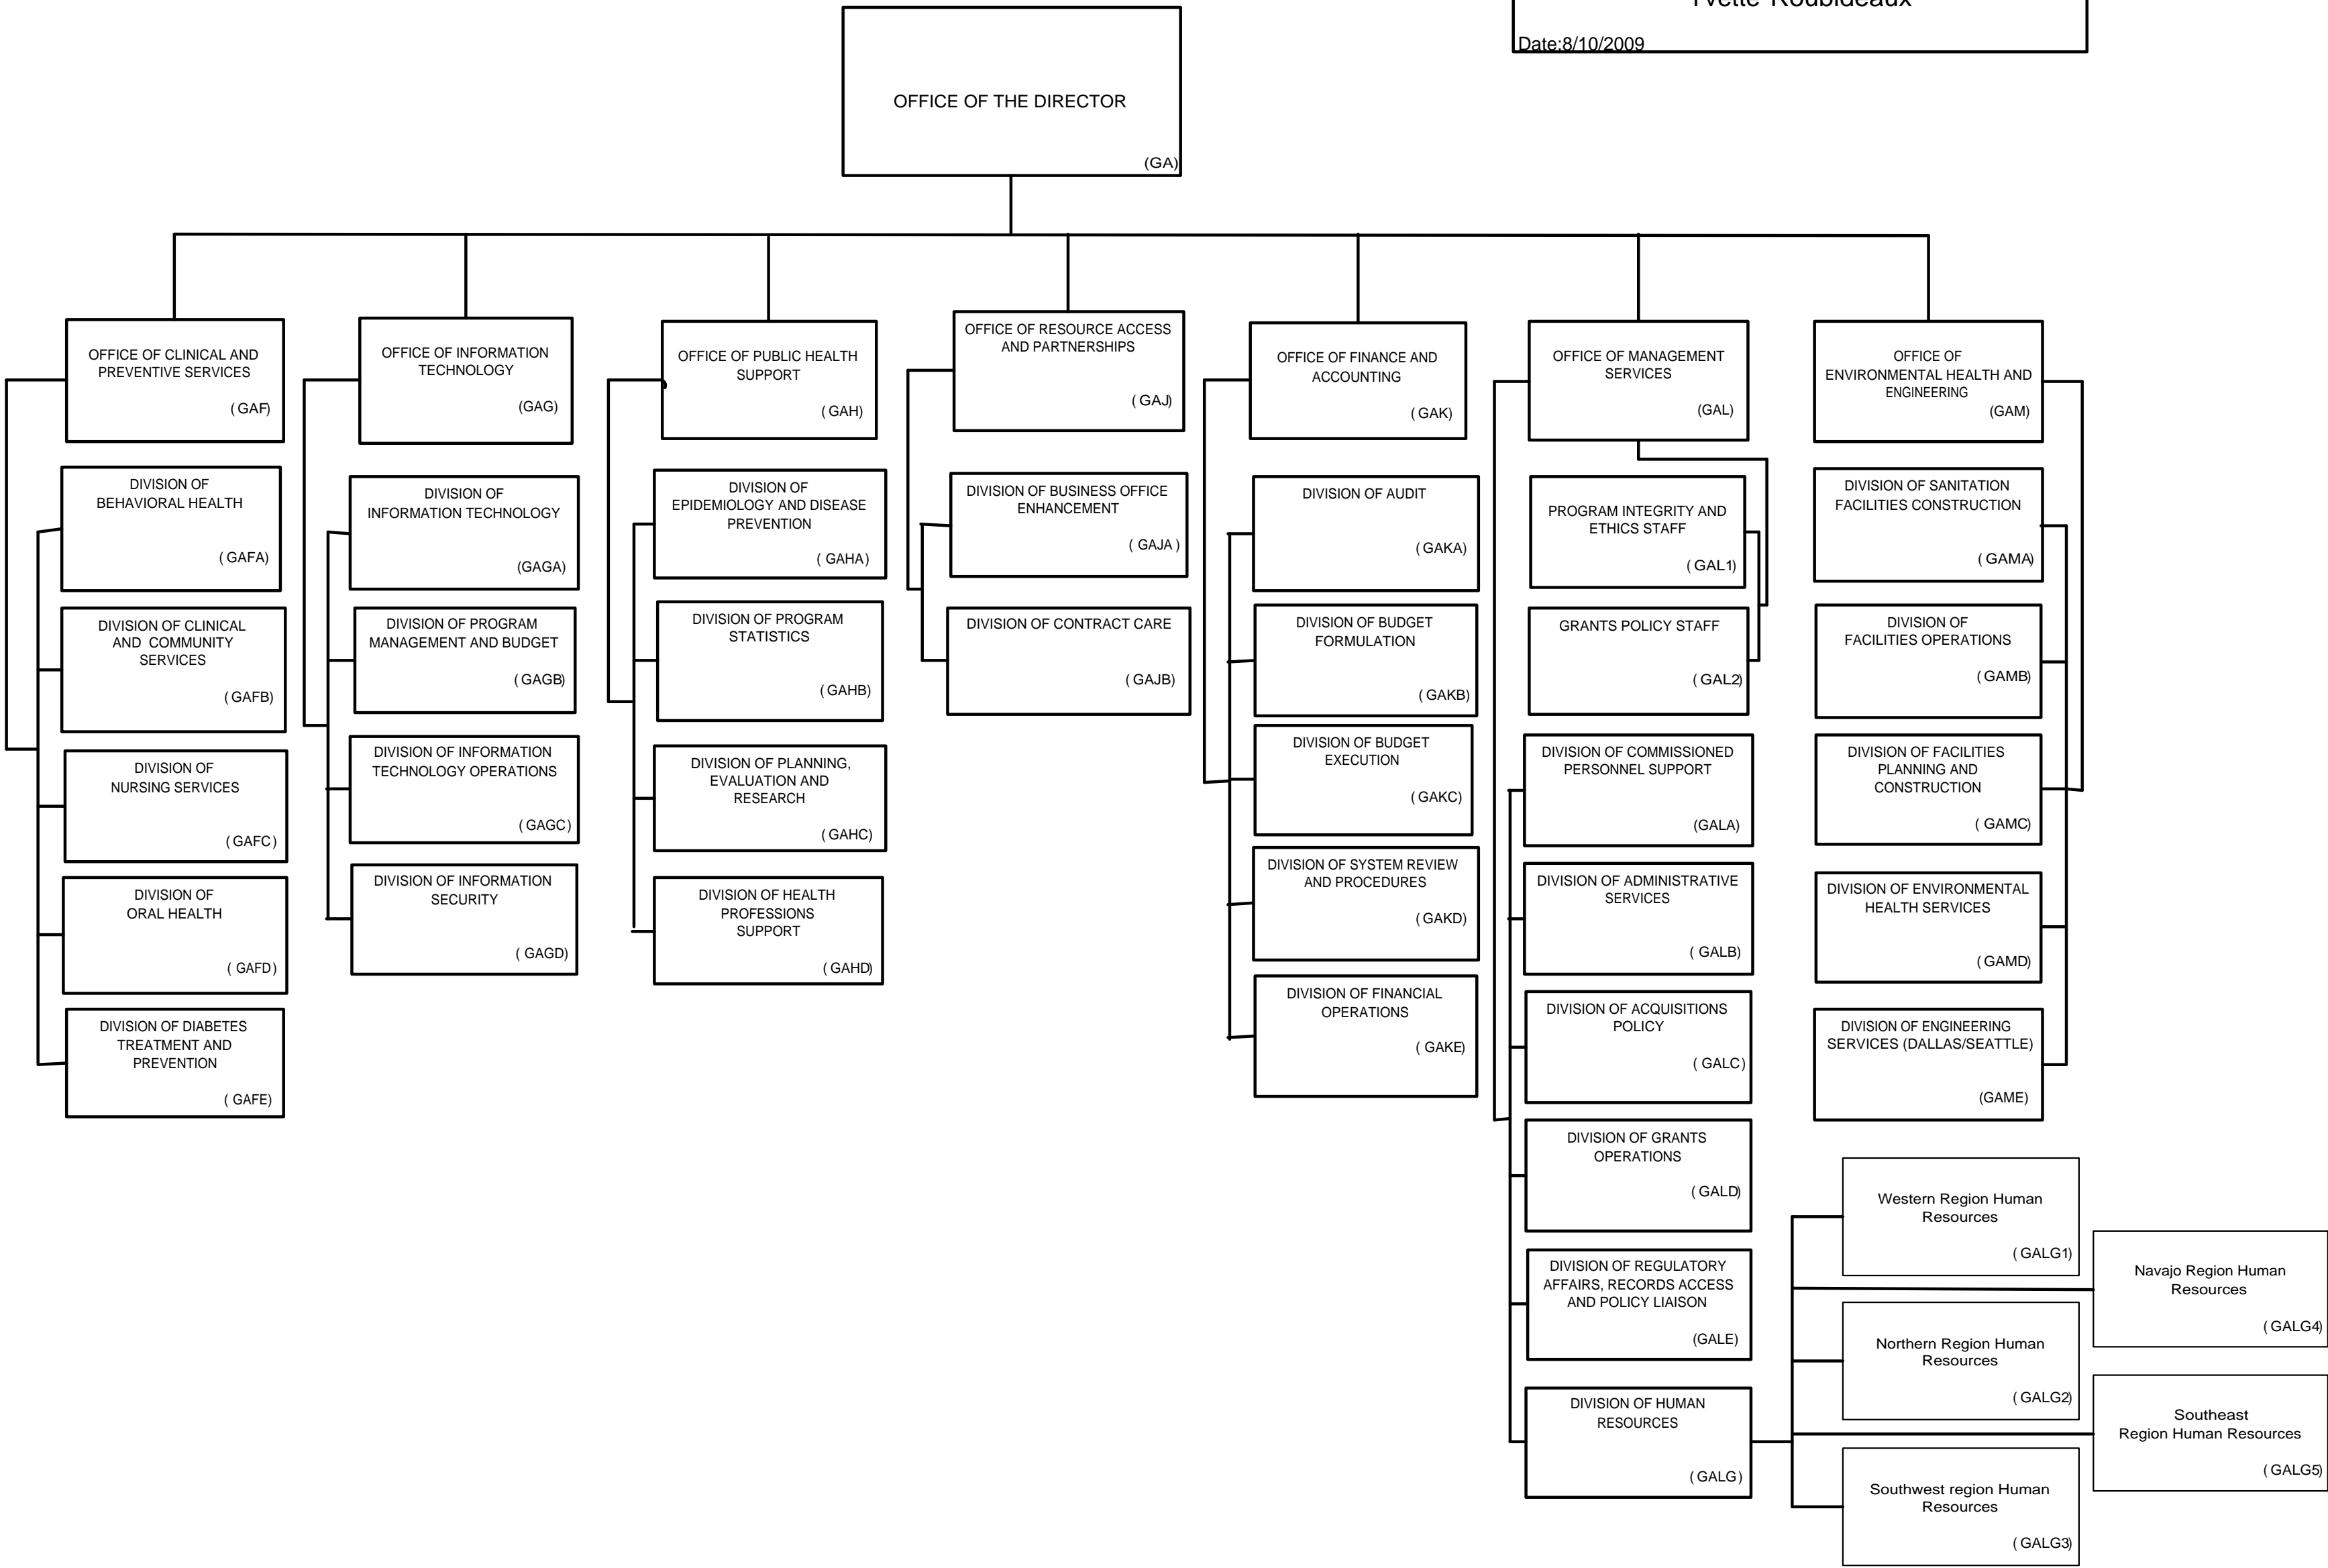 Yvette Roubideaux
Date:8/10/2009
OFFICE OF THE DIRECTOR
(GA)
OFFICE OF CLINICAL AND
PREVENTIVE SERVICES
( GAF)
OFFICE OF INFORMATION
TECHNOLOGY
(GAG)
OFFICE OF PUBLIC HEALTH
SUPPORT
( GAH)
OFFICE OF RESOURCE ACCESS
AND PARTNERSHIPS
( GAJ)
OFFICE OF FINANCE AND
ACCOUNTING
( GAK)
OFFICE OF MANAGEMENT
SERVICES
(GAL)
OFFICE OF
ENVIRONMENTAL HEALTH AND
ENGINEERING
(GAM)
DIVISION OF
BEHAVIORAL HEALTH
( GAFA)
DIVISION OF CLINICAL
AND COMMUNITY
SERVICES
( GAFB)
DIVISION OF
NURSING SERVICES
( GAFC)
DIVISION OF
ORAL HEALTH
( GAFD)
DIVISION OF DIABETES
TREATMENT AND
PREVENTION
( GAFE)
DIVISION OF
INFORMATION TECHNOLOGY
(GAGA)
DIVISION OF PROGRAM
MANAGEMENT AND BUDGET
( GAGB)
DIVISION OF INFORMATION
TECHNOLOGY OPERATIONS
( GAGC)
DIVISION OF INFORMATION
SECURITY
( GAGD)
DIVISION OF
EPIDEMIOLOGY AND DISEASE
PREVENTION
( GAHA)
DIVISION OF PROGRAM
STATISTICS
( GAHB)
DIVISION OF PLANNING,
EVALUATION AND
RESEARCH
( GAHC)
DIVISION OF HEALTH
PROFESSIONS
SUPPORT
( GAHD)
DIVISION OF BUSINESS OFFICE
ENHANCEMENT
( GAJA )
DIVISION OF CONTRACT CARE
( GAJB)
DIVISION OF AUDIT
( GAKA)
DIVISION OF BUDGET
FORMULATION
( GAKB)
DIVISION OF BUDGET
EXECUTION
( GAKC)
DIVISION OF SYSTEM REVIEW
AND PROCEDURES
( GAKD)
DIVISION OF FINANCIAL
OPERATIONS
( GAKE)
PROGRAM INTEGRITY AND
ETHICS STAFF
( GAL1)
GRANTS POLICY STAFF
( GAL2)
DIVISION OF COMMISSIONED
PERSONNEL SUPPORT
(GALA)
DIVISION OF ADMINISTRATIVE
SERVICES
( GALB)
DIVISION OF ACQUISITIONS
POLICY
( GALC)
DIVISION OF GRANTS
OPERATIONS
( GALD)
DIVISION OF REGULATORY
AFFAIRS, RECORDS ACCESS
AND POLICY LIAISON
(GALE)
DIVISION OF HUMAN
RESOURCES
( GALG)
DIVISION OF SANITATION
FACILITIES CONSTRUCTION
( GAMA)
DIVISION OF
FACILITIES OPERATIONS
( GAMB)
DIVISION OF FACILITIES
PLANNING AND
CONSTRUCTION
( GAMC)
DIVISION OF ENVIRONMENTAL
HEALTH SERVICES
( GAMD)
DIVISION OF ENGINEERING
SERVICES (DALLAS/SEATTLE)
(GAME)
Western Region Human
Resources
( GALG1)
Navajo Region Human
Resources
( GALG4)
Northern Region Human
Resources
( GALG2)
Southeast
Region Human Resources
( GALG5)
Southwest region Human
Resources
( GALG3)